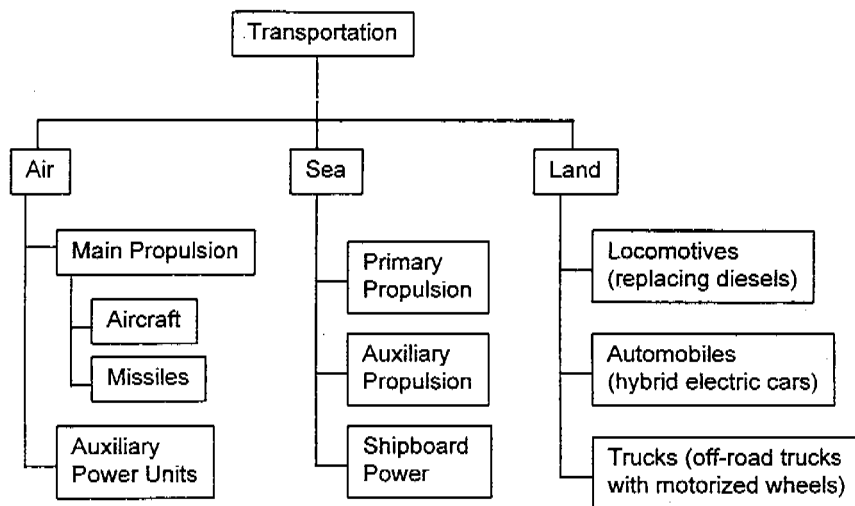 Transportation
Air
Sea
Land
Main Propulsion
Aircraft
Missiles
Auxiliary
Power Units
Primary
Propulsion
Auxiliary
Propulsion
Shipboard
Power
Locomotives
(replacing diesels)
Automobiles
(hybrid electric cars)
Trucks (off-road trucks
with motorized wheels)